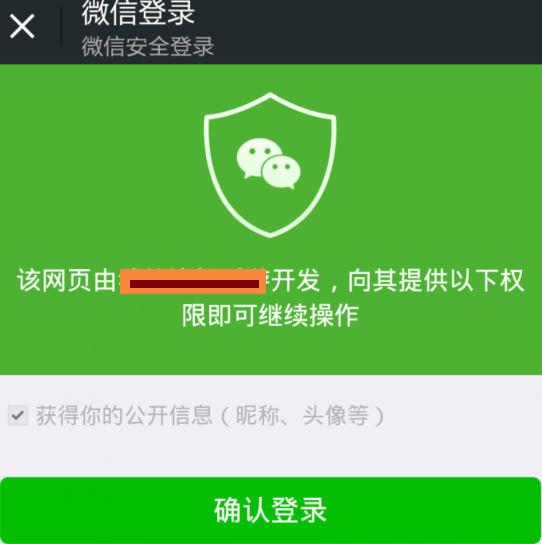 微信登录
微信安全登录
该网页由开发，向其提供以下权
限即可继续操作
获得你的公开信息（昵称、头像等）
确认登录